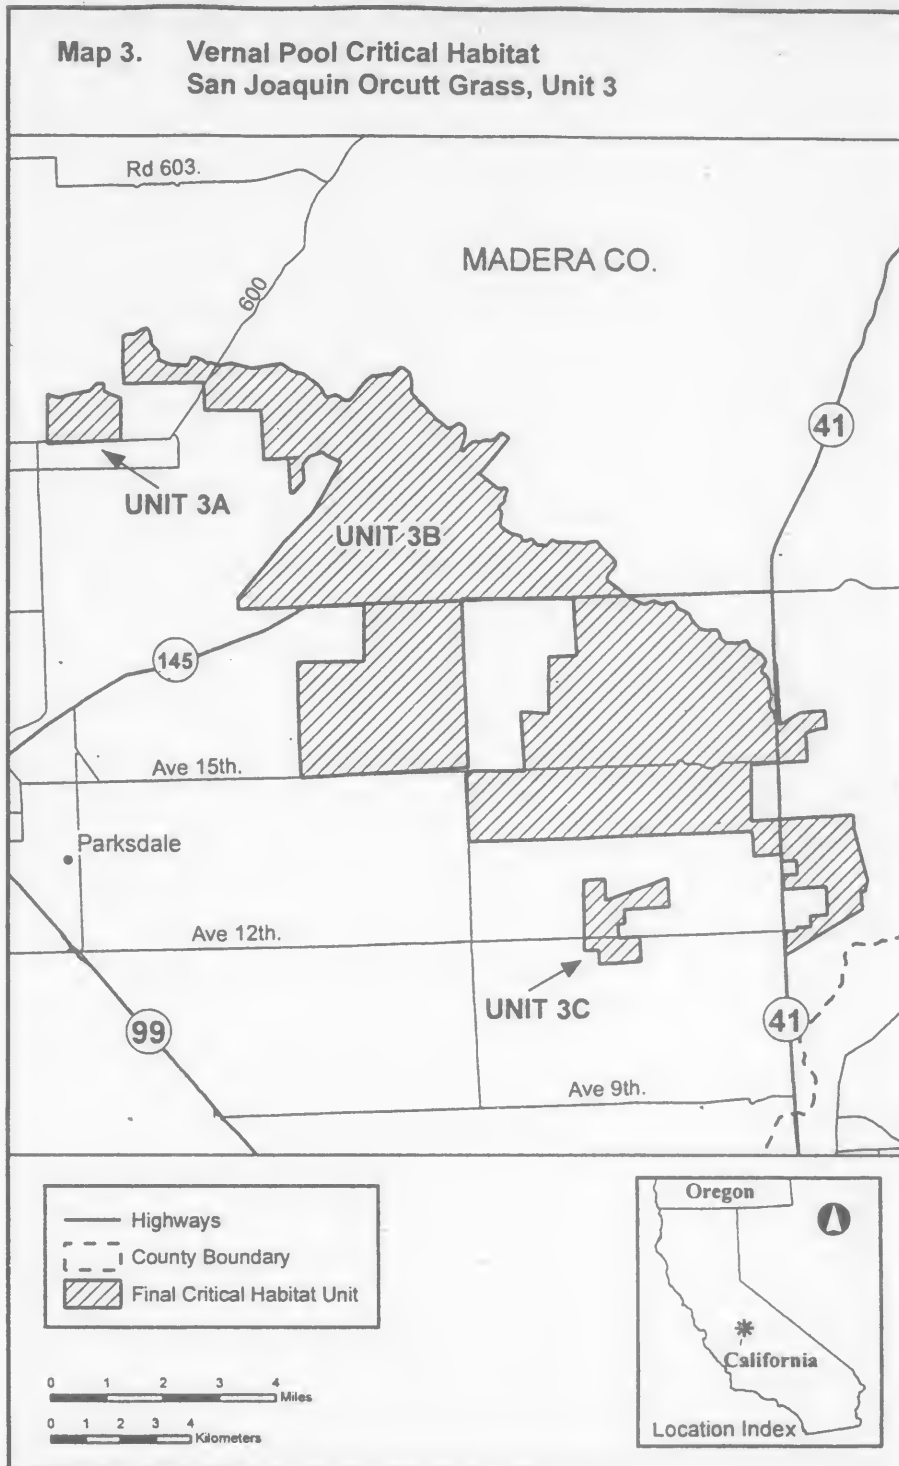 Map 3. Vernal Pool Critical Habitat
San Joaquin Orcutt Grass, Unit 3
Rd 603.
MADERA CO.
600
41
UNIT 3A
UNIT 3B
145
Ave 15th.
Parksdale
Ave 12th.
UNIT 3C
99
41
Ave 9th.
Highways
County Boundary
Final Critical Habitat Unit
0 1 2 3 4
Miles
0 1 2 3 4
Kilometers
Oregon
California
Location Index